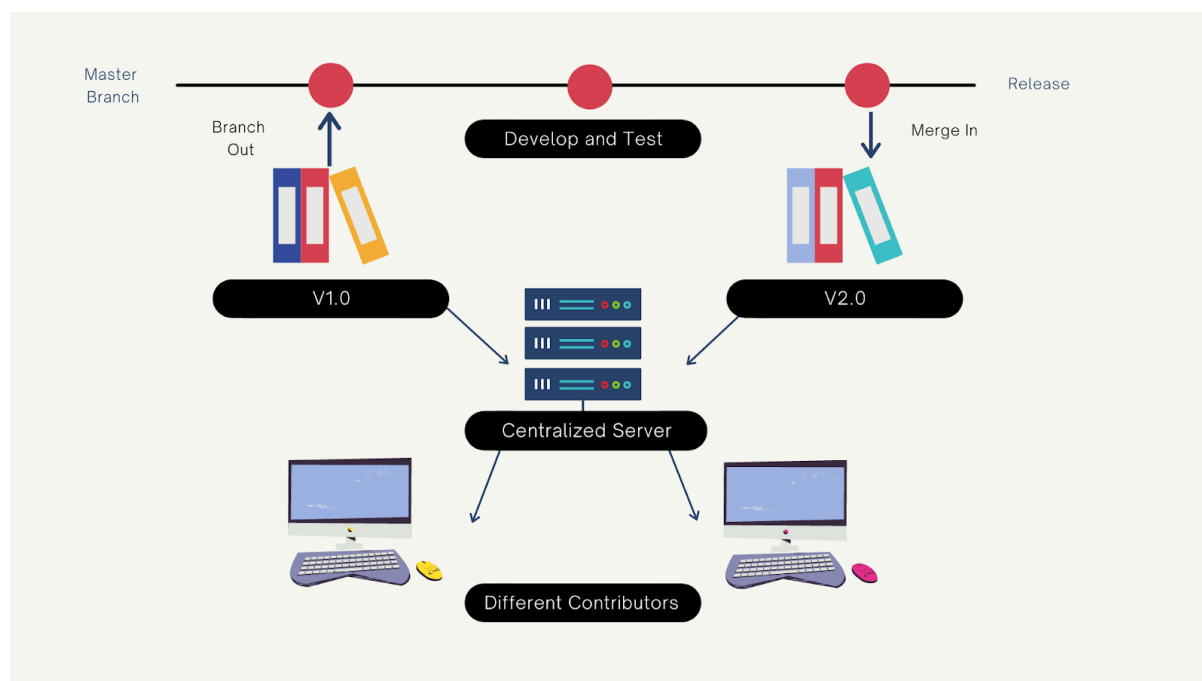 Master
Branch
Release
Branch
Out
Develop and Test
Merge In
V1.0
V2.0
Centralized Server
Different Contributors